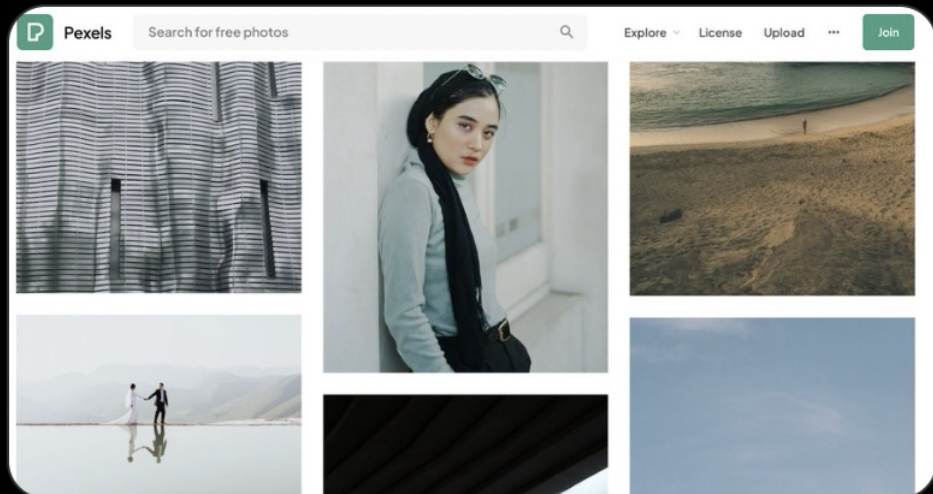 Pexels
Search for free photos
Explore
License
Upload
Join